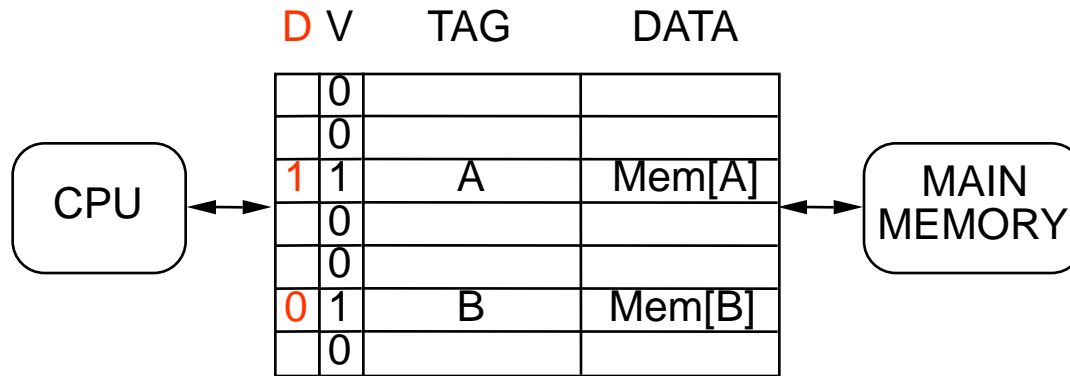 D V TAG DATA
0
0
1 1 A Mem[A]
0
0
0 1 B Mem[B]
0
CPU
MAIN
MEMORY